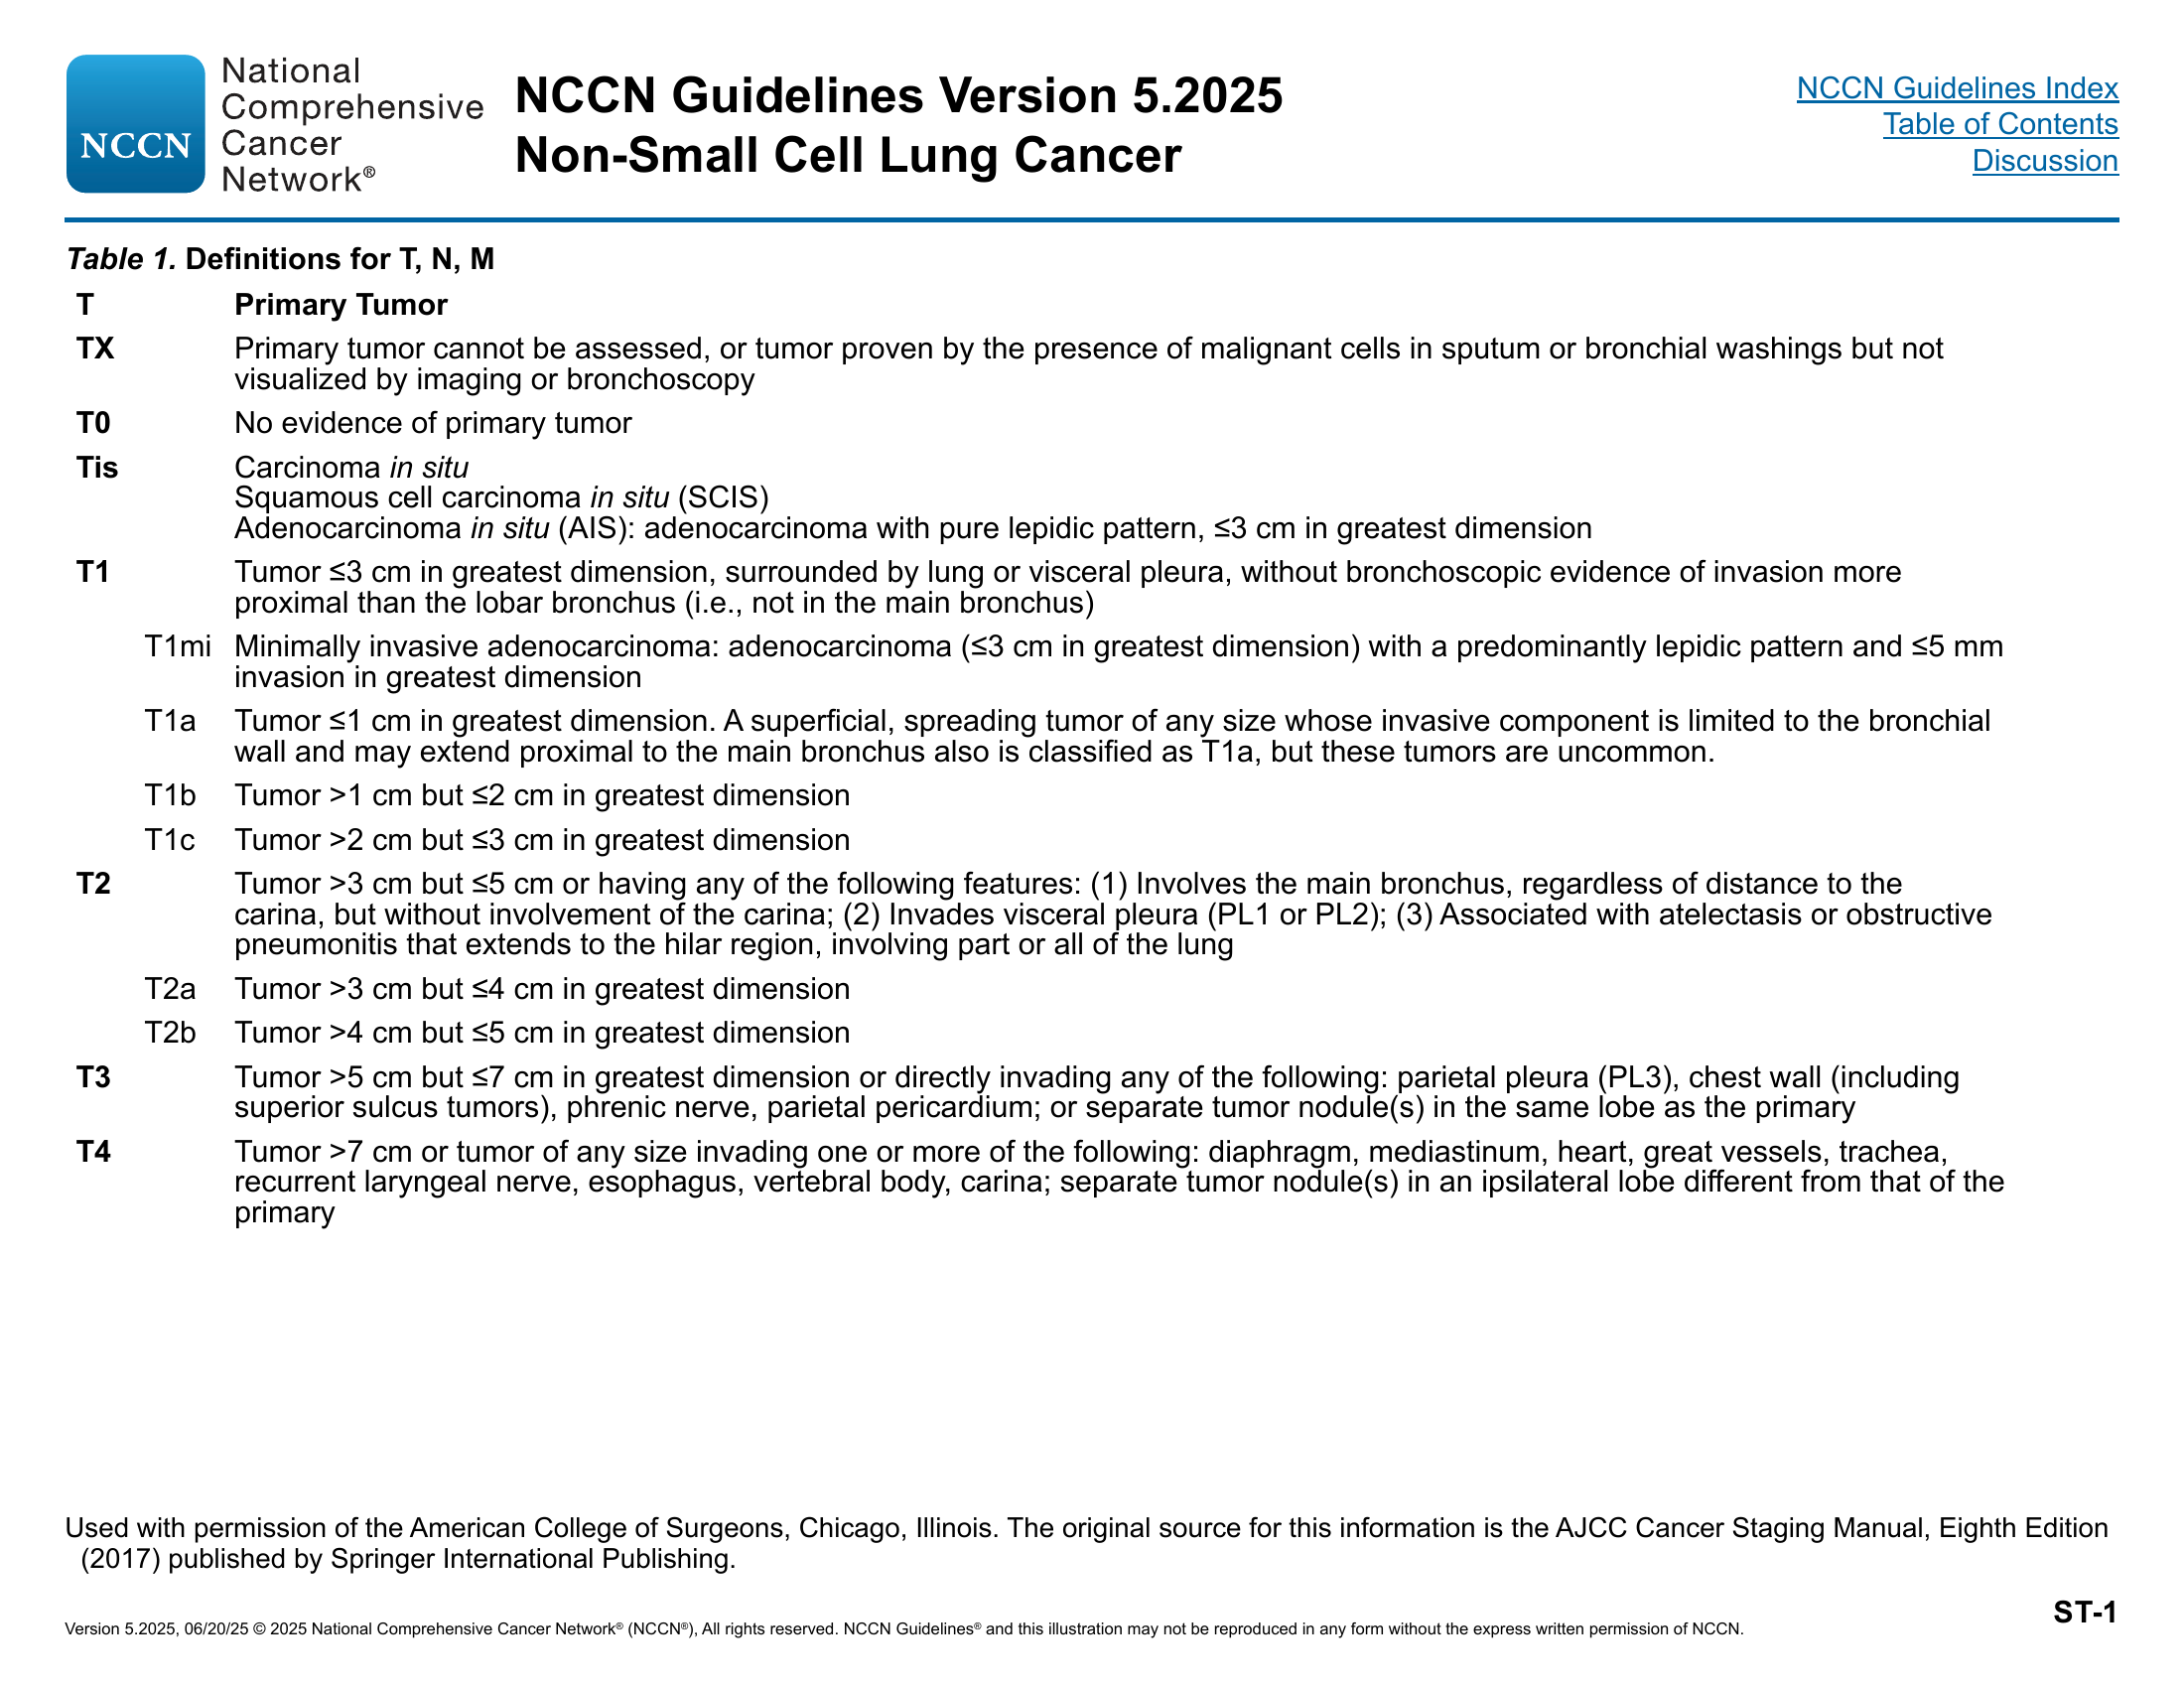 NCCN
National
Comprehensive
Cancer
Network®
NCCN Guidelines Version 5.2025
Non-Small Cell Lung Cancer
NCCN Guidelines Index
Table of Contents
Discussion
Table 1. Definitions for T, N, M
T Primary Tumor
TX Primary tumor cannot be assessed, or tumor proven by the presence of malignant cells in sputum or bronchial washings but not
visualized by imaging or bronchoscopy
T0 No evidence of primary tumor
Tis Carcinoma in situ
Squamous cell carcinoma in situ (SCIS)
Adenocarcinoma in situ (AIS): adenocarcinoma with pure lepidic pattern, ≤3 cm in greatest dimension
T1 Tumor ≤3 cm in greatest dimension, surrounded by lung or visceral pleura, without bronchoscopic evidence of invasion more
proximal than the lobar bronchus (i.e., not in the main bronchus)
T1mi Minimally invasive adenocarcinoma: adenocarcinoma (≤3 cm in greatest dimension) with a predominantly lepidic pattern and ≤5 mm
invasion in greatest dimension
T1a Tumor ≤1 cm in greatest dimension. A superficial, spreading tumor of any size whose invasive component is limited to the bronchial
wall and may extend proximal to the main bronchus also is classified as T1a, but these tumors are uncommon.
T1b Tumor >1 cm but ≤2 cm in greatest dimension
T1c Tumor >2 cm but ≤3 cm in greatest dimension
T2 Tumor >3 cm but ≤5 cm or having any of the following features: (1) Involves the main bronchus, regardless of distance to the
carina, but without involvement of the carina; (2) Invades visceral pleura (PL1 or PL2); (3) Associated with atelectasis or obstructive
pneumonitis that extends to the hilar region, involving part or all of the lung
T2a Tumor >3 cm but ≤4 cm in greatest dimension
T2b Tumor >4 cm but ≤5 cm in greatest dimension
T3 Tumor >5 cm but ≤7 cm in greatest dimension or directly invading any of the following: parietal pleura (PL3), chest wall (including
superior sulcus tumors), phrenic nerve, parietal pericardium; or separate tumor nodule(s) in the same lobe as the primary
T4 Tumor >7 cm or tumor of any size invading one or more of the following: diaphragm, mediastinum, heart, great vessels, trachea,
recurrent laryngeal nerve, esophagus, vertebral body, carina; separate tumor nodule(s) in an ipsilateral lobe different from that of the
primary
Used with permission of the American College of Surgeons, Chicago, Illinois. The original source for this information is the AJCC Cancer Staging Manual, Eighth Edition
(2017) published by Springer International Publishing.
ST-1
Version 5.2025, 06/20/25 © 2025 National Comprehensive Cancer Network® (NCCN®), All rights reserved. NCCN Guidelines® and this illustration may not be reproduced in any form without the express written permission of NCCN.